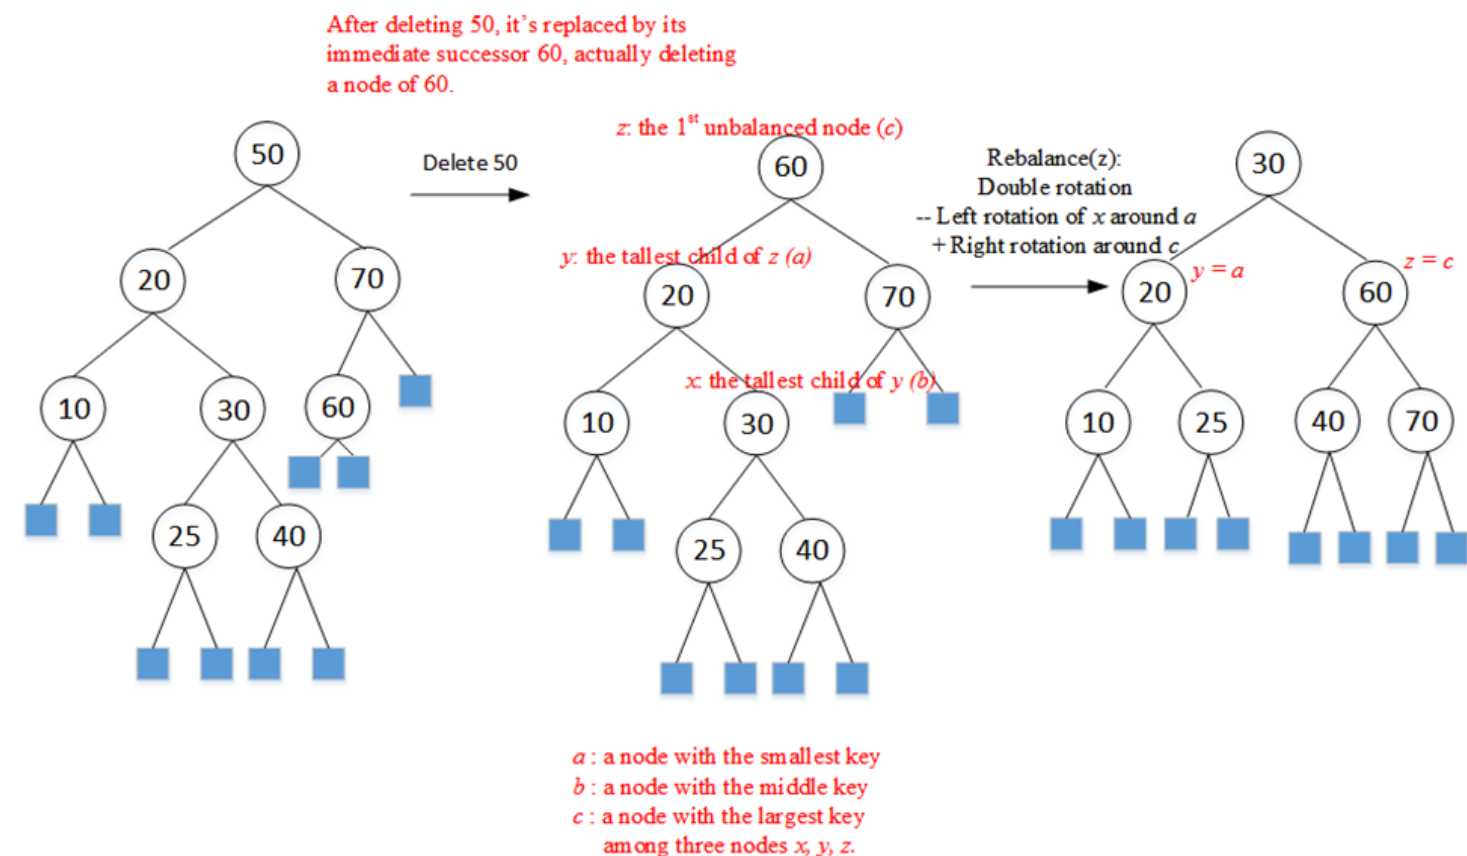 After deleting 50, it's replaced by its
immediate successor 60, actually deleting
a node of 60.
50
20
70
10
30
60
25
40
Delete 50
z: the 1st unbalanced node (c)
60
y: the tallest child of z (a)
20
70
x: the tallest child of y (b)
10
30
25
40
Rebalance(z):
Double rotation
-- Left rotation of x around a
+Right rotation around c
30
y = a
z = c
20
60
10
25
40
70
a : a node with the smallest key
b : a node with the middle key
c : a node with the largest key
among three nodes x, y, z.